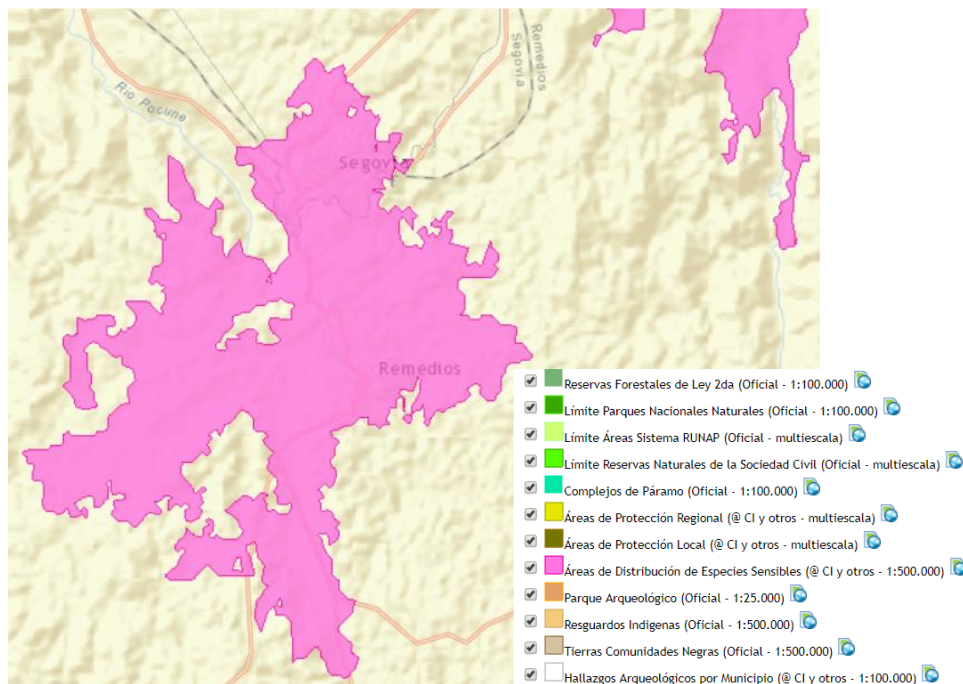 Remedios
Segovia
Rio Pocune
Segovia
Remedios
Reservas Forestales de Ley 2da (Oficial - 1:100.000)
Límite Parques Nacionales Naturales (Oficial - 1:100.000)
Límite Áreas Sistema RUNAP (Oficial - multiescala)
Límite Reservas Naturales de la Sociedad Civil (Oficial - multiescala)
Complejos de Páramo (Oficial - 1:100.000)
Áreas de Protección Regional (@ CI y otros - multiescala)
Áreas de Protección Local (@ CI y otros - multiescala)
Áreas de Distribución de Especies Sensibles (@ CI y otros - 1:500.000)
Parque Arqueológico (Oficial - 1:25.000)
Resguardos Indigenas (Oficial - 1:500.000)
Tierras Comunidades Negras (Oficial - 1:500.000)
Hallazgos Arqueológicos por Municipio (@ CI y otros - 1:100.000)